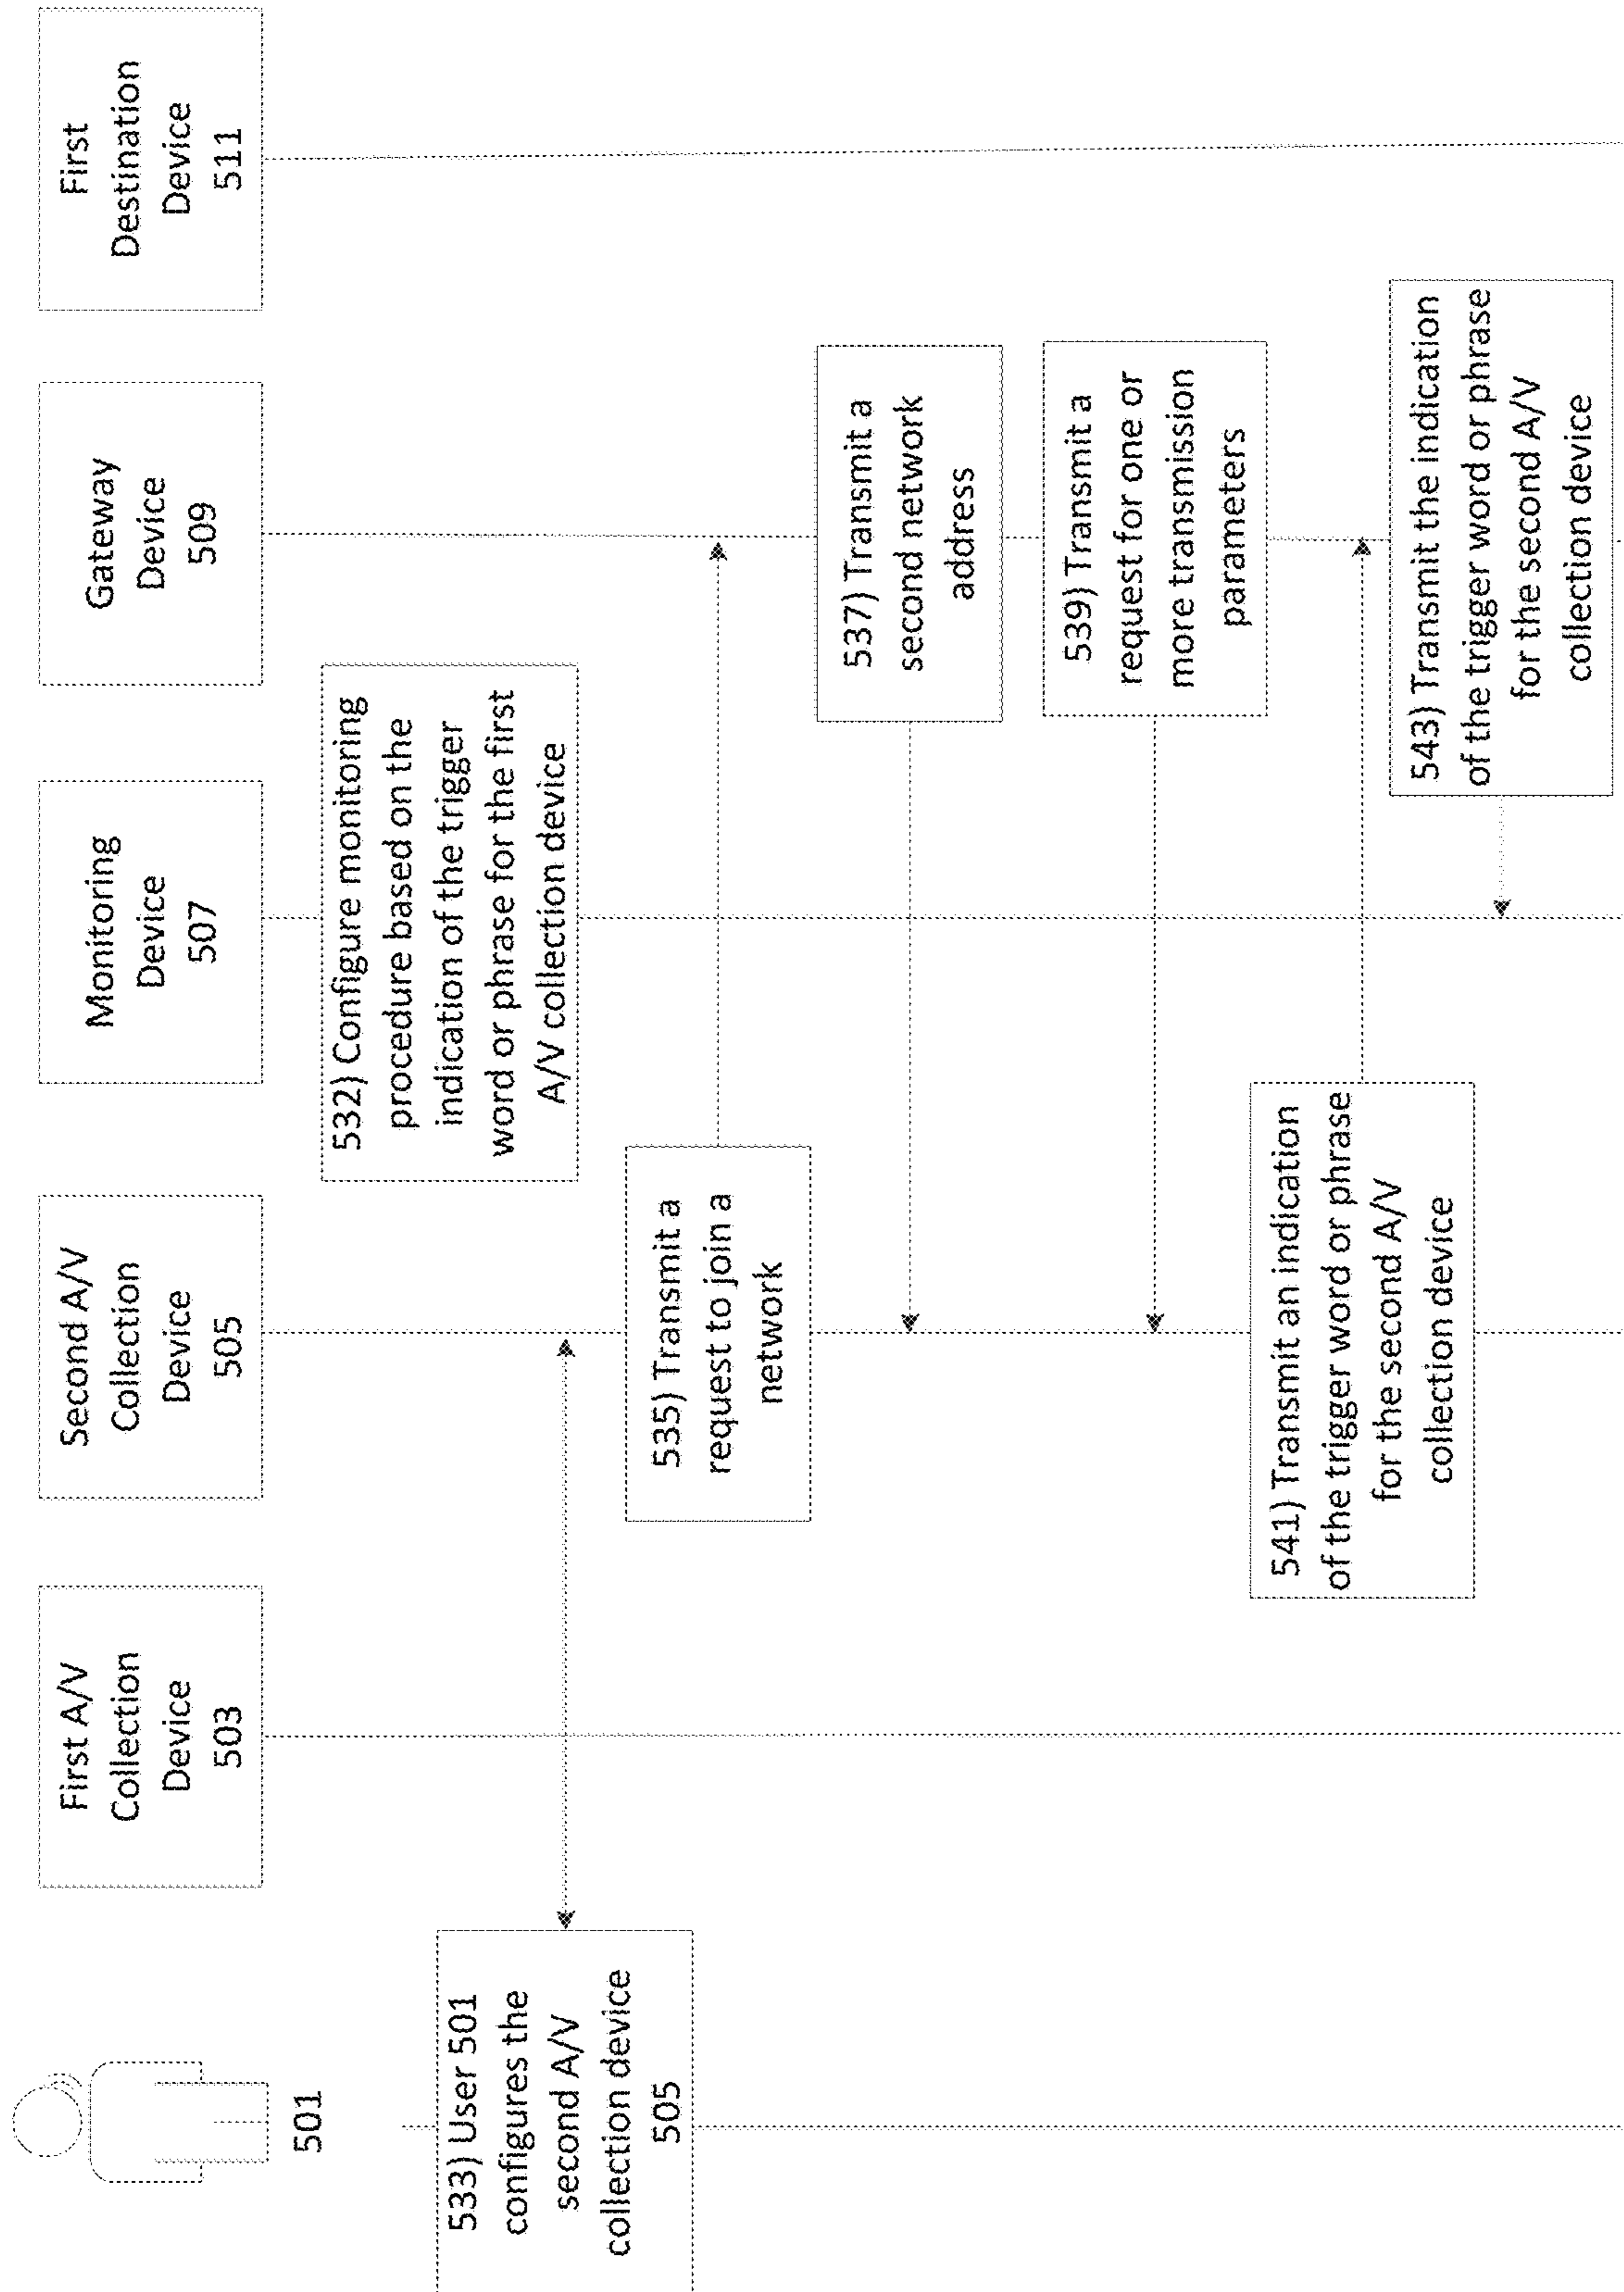 501
First A/V
Collection
Device
503
Second A/V
Collection
Device
505
Monitoring
Device
507
Gateway
Device
509
First
Destination
Device
511
532) Configure monitoring
procedure based on the
indication of the trigger
word or phrase for the first
A/V collection device
533) User 501
configures the
second A/V
collection device
505
535) Transmit a
request to join a
network
537) Transmit a
second network
address
539) Transmit a
request for one or
more transmission
parameters
541) Transmit an indication
of the trigger word or phrase
for the second A/V
collection device
543) Transmit the indication
of the trigger word or phrase
for the second A/V
collection device